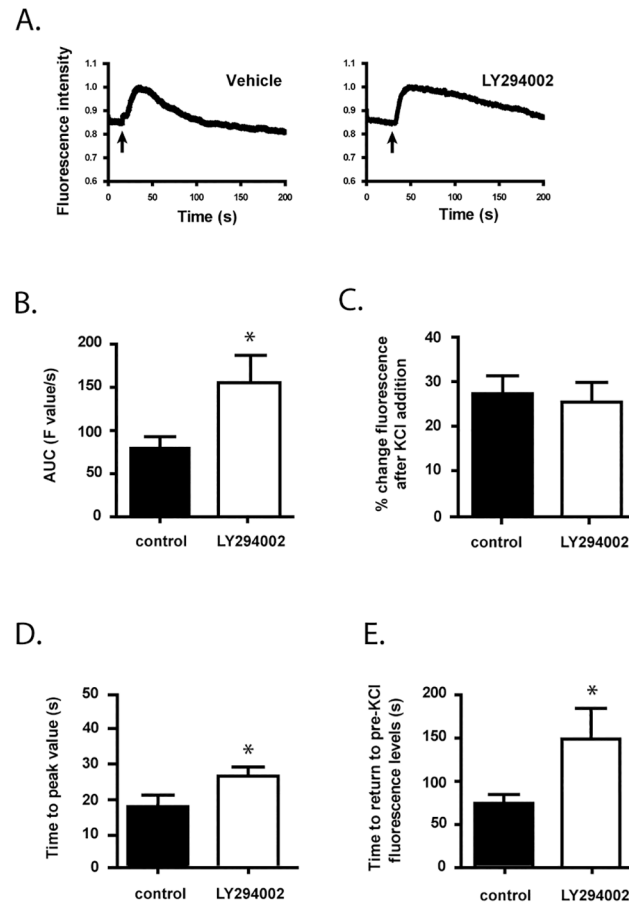 A.
Fluorescence intensity
1.1
1.0
0.9
0.8
0.7
0.6
Vehicle
0 50 100 150 200
Time (s)
1.1
1.0
0.9
0.8
0.7
0.6
LY294002
0 50 100 150 200
Time (s)
B.
AUC (F value/s)
200
150
100
50
0
*
control LY294002
C.
% change fluorescence
after KCl addition
40
30
20
10
0
control LY294002
D.
Time to peak value (s)
50
40
30
20
10
0
*
control LY294002
E.
Time to return to pre-KCl
fluorescence levels (s)
200
150
100
50
0
*
control LY294002